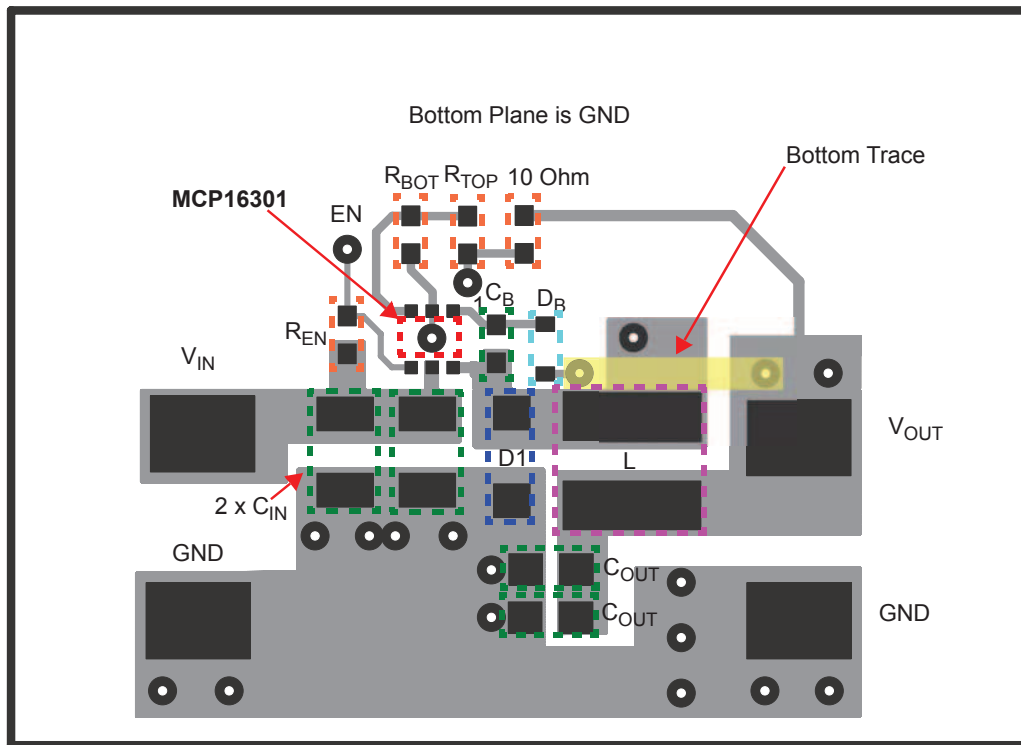 Bottom Plane is GND
Bottom Trace
RBOT RTOP 10 Ohm
MCP16301
EN
1
CB
DB
REN
VIN
VOUT
D1
L
2 x CIN
GND
COUT
COUT
GND